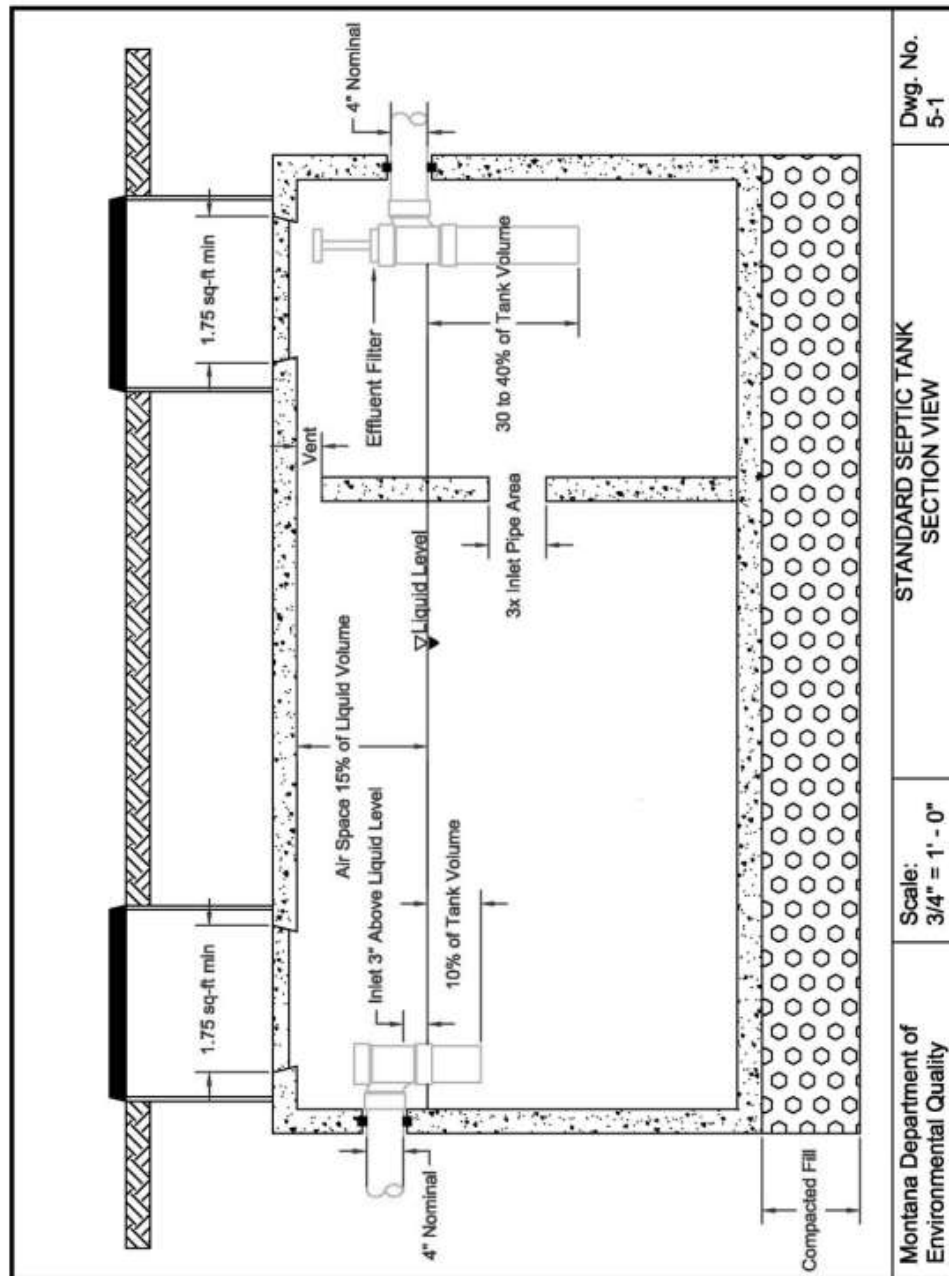 1.75 sq-ft min
1.75 sq-ft min
4" Nominal
Vent
Effluent Filter
Air Space 15% of Liquid Volume
Inlet 3" Above Liquid Level
Liquid Level
10% of Tank Volume
30 to 40% of Tank Volume
3x Inlet Pipe Area
4" Nominal
Compacted Fill
Montana Department of
Environmental Quality
Scale:
3/4" = 1' - 0"
STANDARD SEPTIC TANK
SECTION VIEW
Dwg. No.
5-1